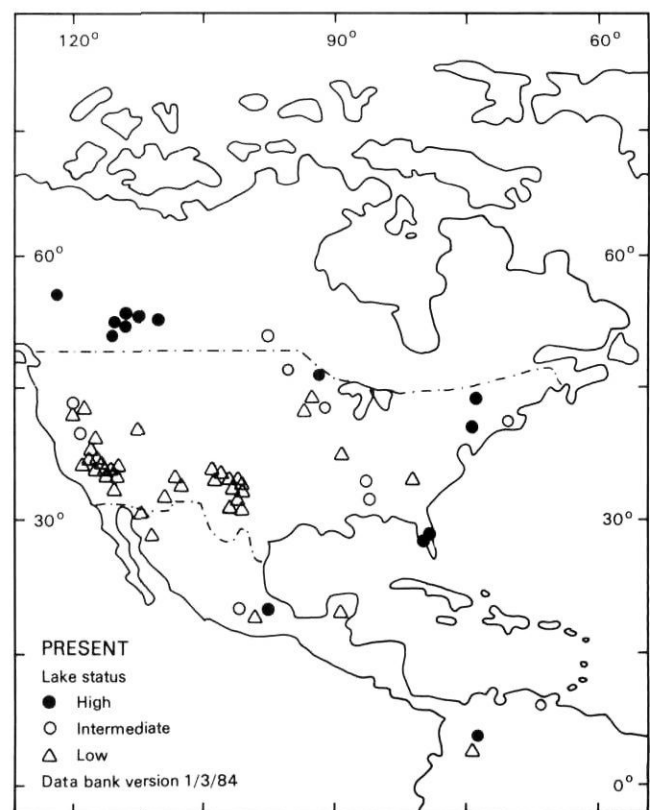 120° 90° 60°
60° 60°
30° 30°
PRESENT
Lake status
High
Intermediate
Low
Data bank version 1/3/84 0°